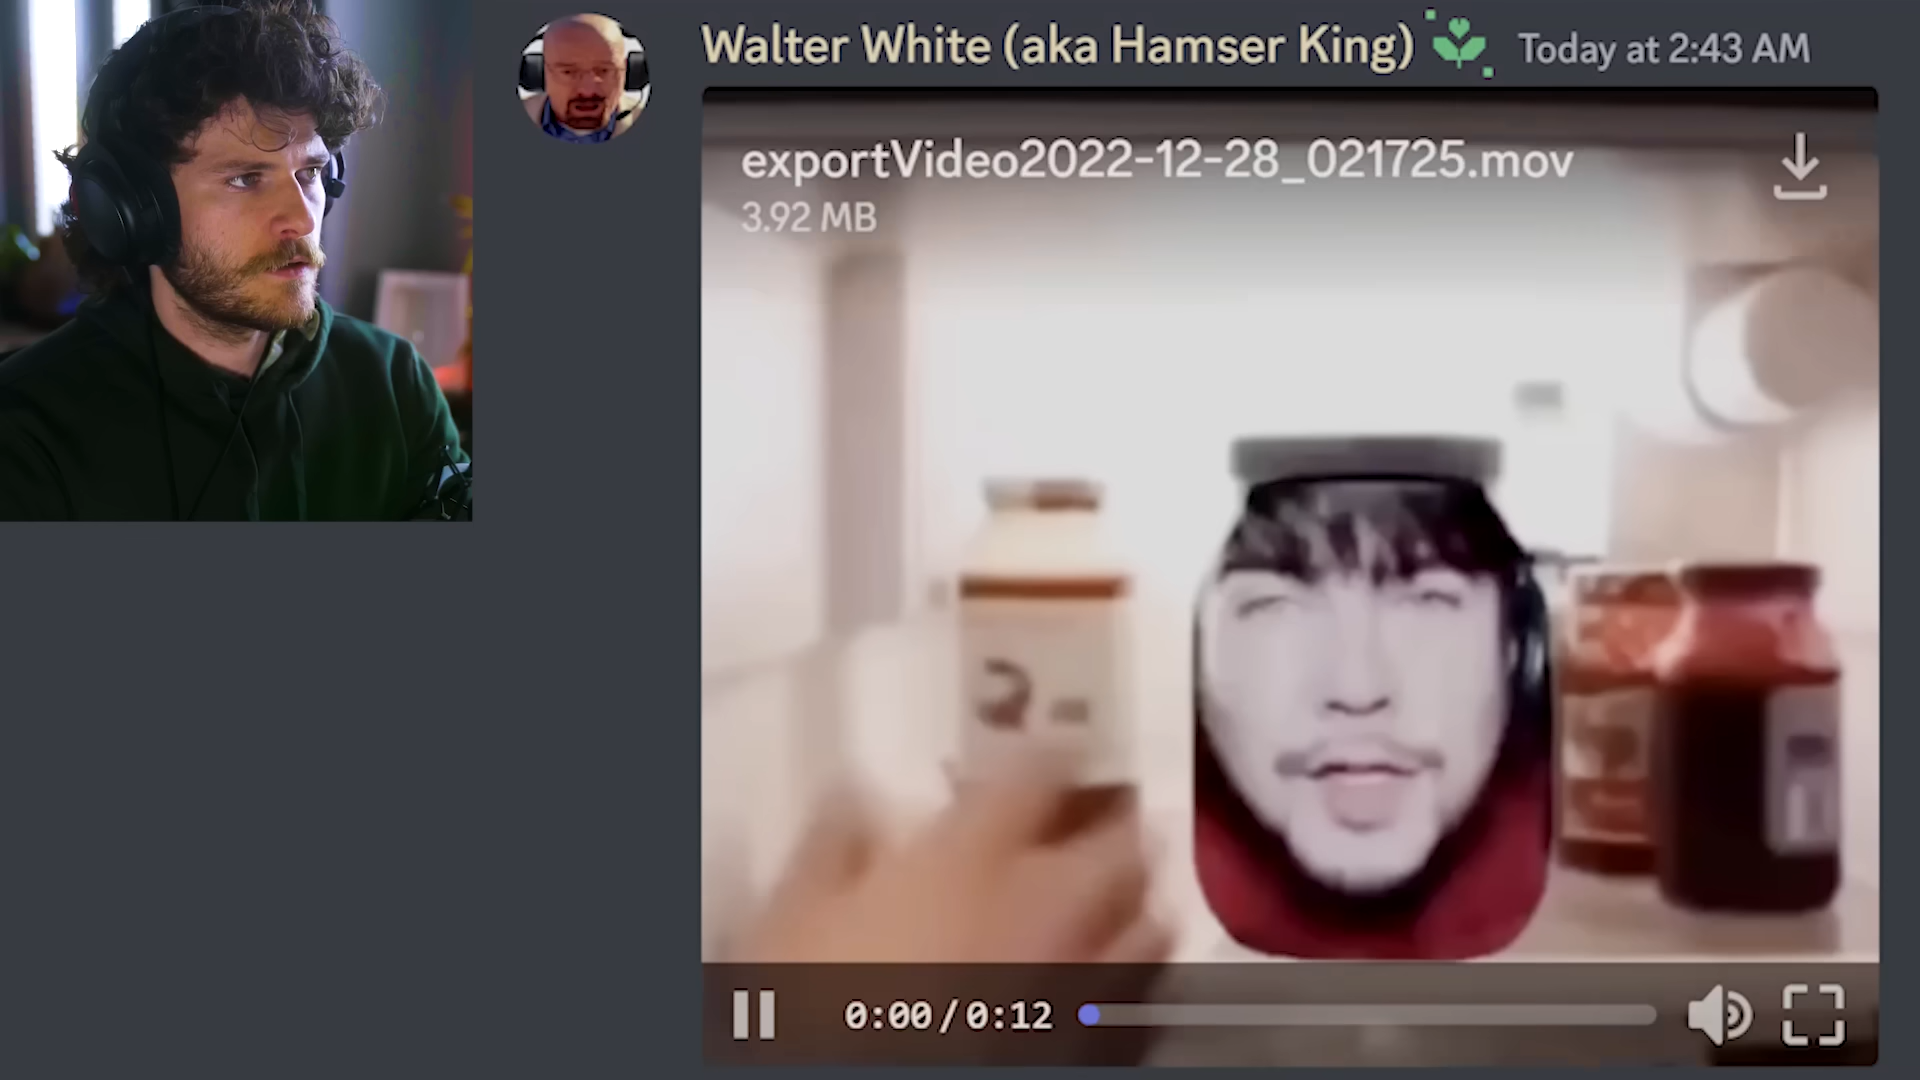 Walter White (aka Hamser King) Today at 2:43 AM
exportVideo2022-12-28_021725.mov
3.92 MB
0:00/0:12